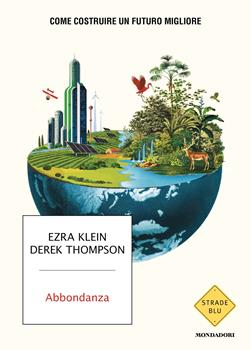 COME COSTRUIRE UN FUTURO MIGLIORE
EZRA KLEIN
DEREK THOMPSON
Abbondanza
STRADE
BLU
MONDADORI